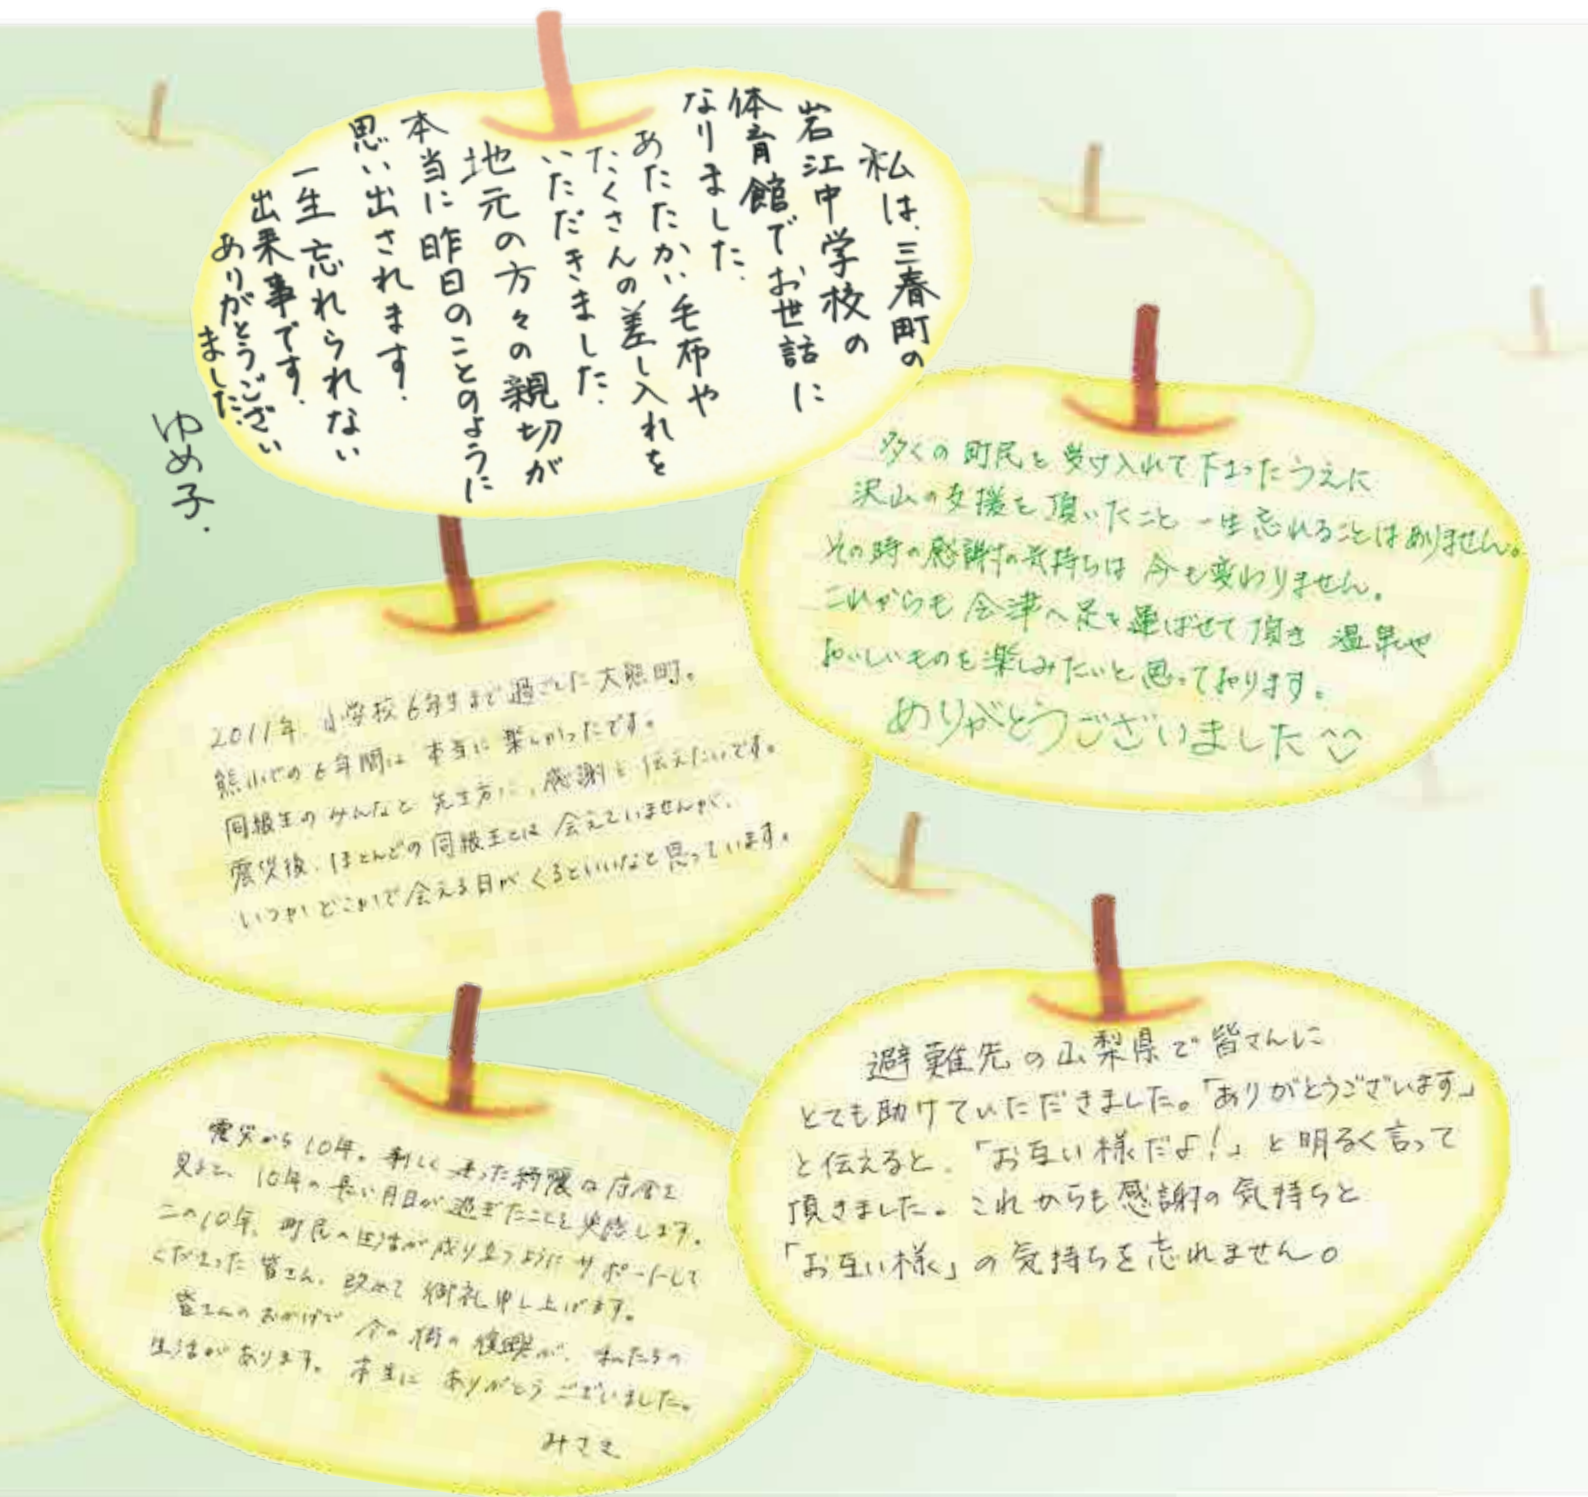 私は三春町の
岩江中学校の
体育館でお世話に
なりました.
あたたかい毛布や
たくさんの差し入れを
いただきました.
地元の方々の親切が
本当に昨日のことのように
思い出されます.
一生忘れられない
出来事です.
ありがとうござい
ました.
ゆめ子.
多くの町民を受け入れて下さったうえに
沢山の支援を頂いたこと一生忘れることはありません。
その時の感謝の気持ちは今も変わりません。
これからも会津へ足を運ばせて頂き温泉や
おいしいものを楽しみたいと思っております。
ありがとうございました^^
2011年、小学校6年生まで過ごした大熊町。
熊小での6年間は本当に楽しかったです。
同級生のみんなと先生方に、感謝を伝えたいです。
震災後、ほとんどの同級生とは会えていませんが、
いつかどこかで会える日がくるといいなと思っています。
避難先の山梨県で皆さんに
とても助けていただきました。「ありがとうございます」
と伝えると、「お互い様だよ!」と明るく言って
頂きました。これからも感謝の気持ちと
「お互い様」の気持ちを忘れません。
震災から10年。新しく建った綺麗な庁舎を
見ると、10年の長い月日が過ぎたことを実感します。
この10年、町民の生活が成り立つようにサポートして
くださった皆さん、改めて御礼申し上げます。
皆さんのおかげで今の街の復興が、私たちの
生活があります。本当にありがとうございました。
みさき